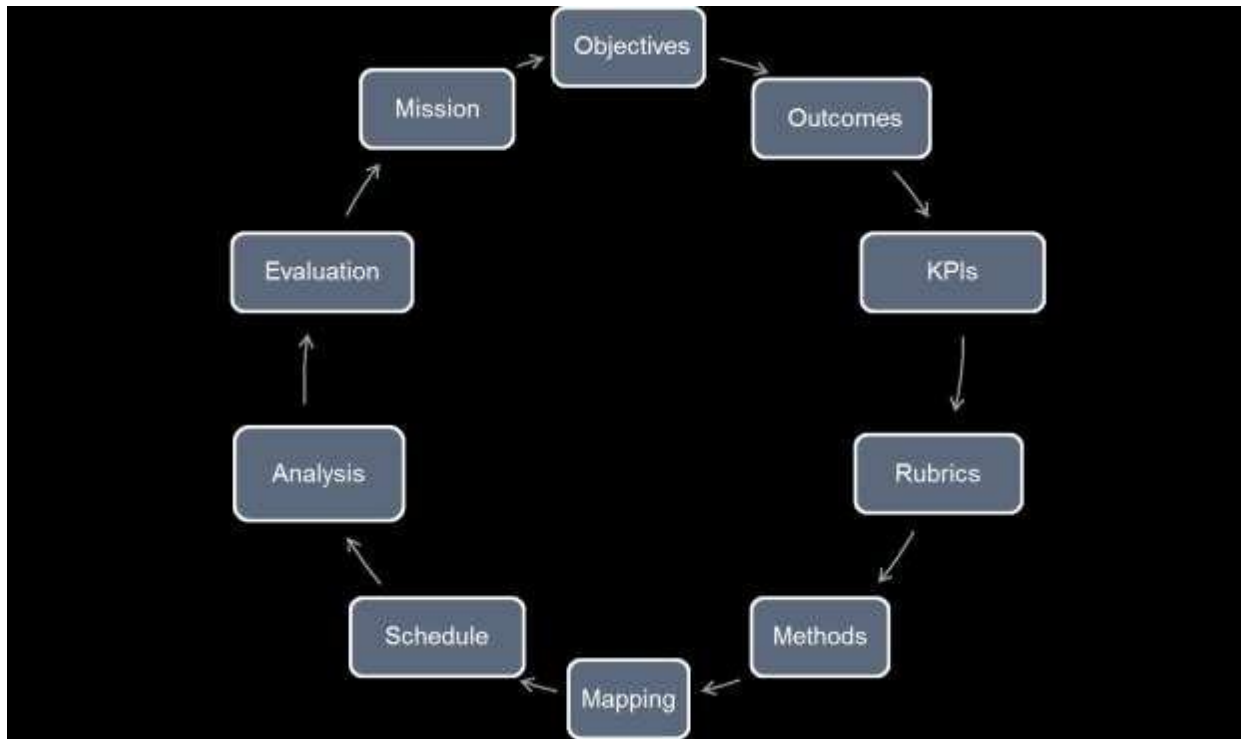 Objectives
Mission
Outcomes
Evaluation
KPIs
Analysis
Rubrics
Schedule
Methods
Mapping